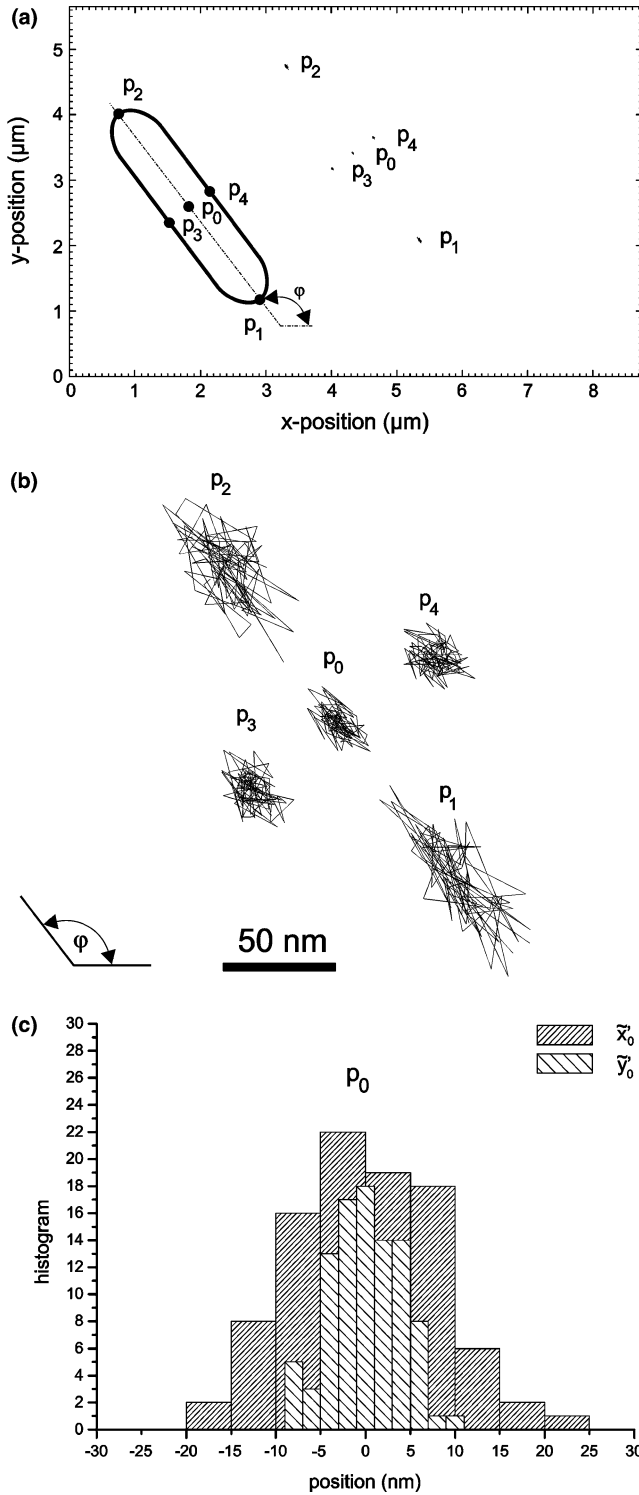 (a)
5
4
3
2
1
0
y-position (µm)
p2
p4
p0
p3
p1
φ
p2
p4
p0
p3
p1
0 1 2 3 4 5 6 7 8
x-position (µm)
(b)
p2
p4
p0
p3
p1
φ
50 nm
(c)
30
28
26
24
22
20
18
16
14
12
10
8
6
4
2
0
histogram
p0
x̃'0
ỹ'0
-30 -25 -20 -15 -10 -5 0 5 10 15 20 25 30
position (nm)